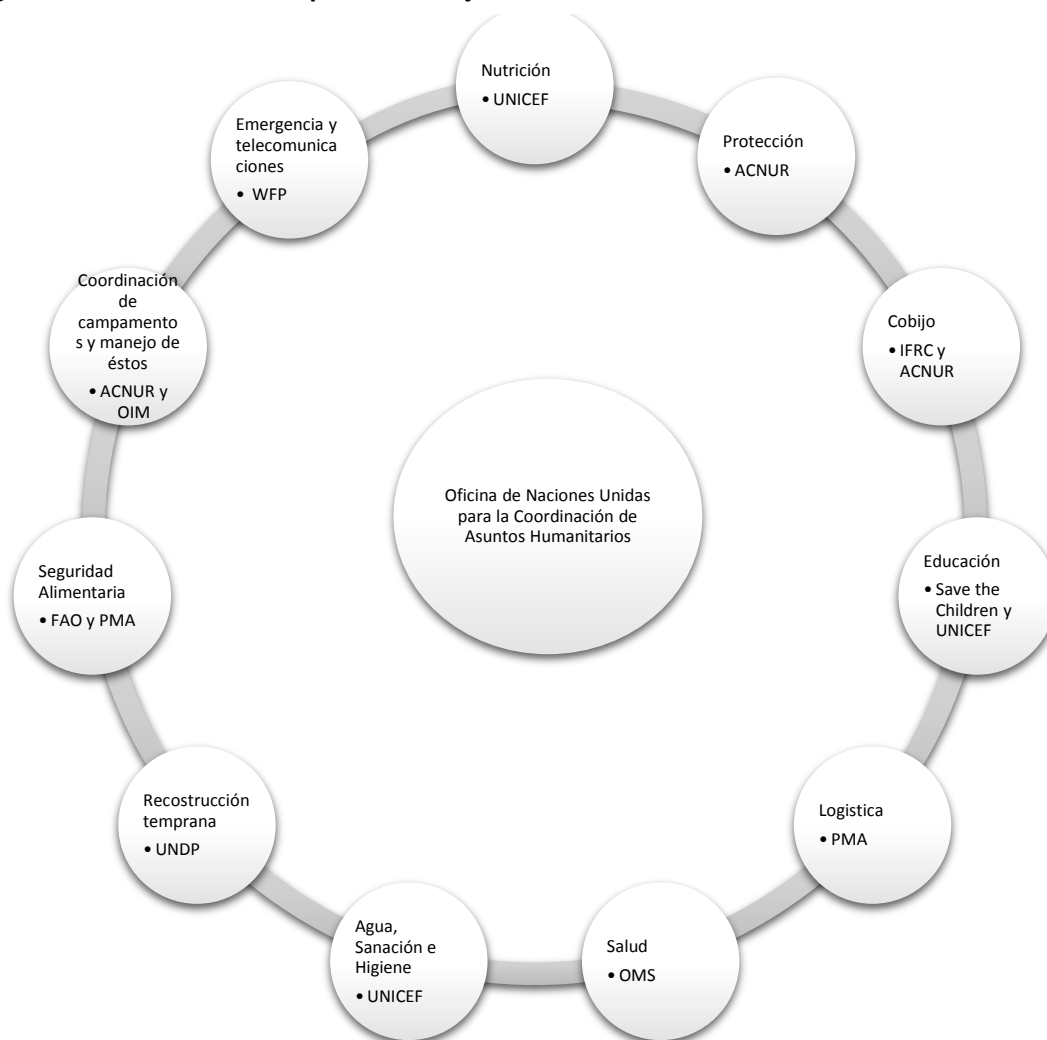 Nutrición
• UNICEF
Protección
• ACNUR
Cobijo
• IFRC y
ACNUR
Educación
• Save the
Children y
UNICEF
Logistica
• PMA
Salud
• OMS
Agua,
Sanación e
Higiene
• UNICEF
Recostrucción
temprana
• UNDP
Seguridad
Alimentaria
• FAO y PMA
Coordinación
de
campamento
s y manejo de
éstos
• ACNUR y
OIM
Emergencia y
telecomunica
ciones
• WFP
Oficina de Naciones Unidas
para la Coordinación de
Asuntos Humanitarios